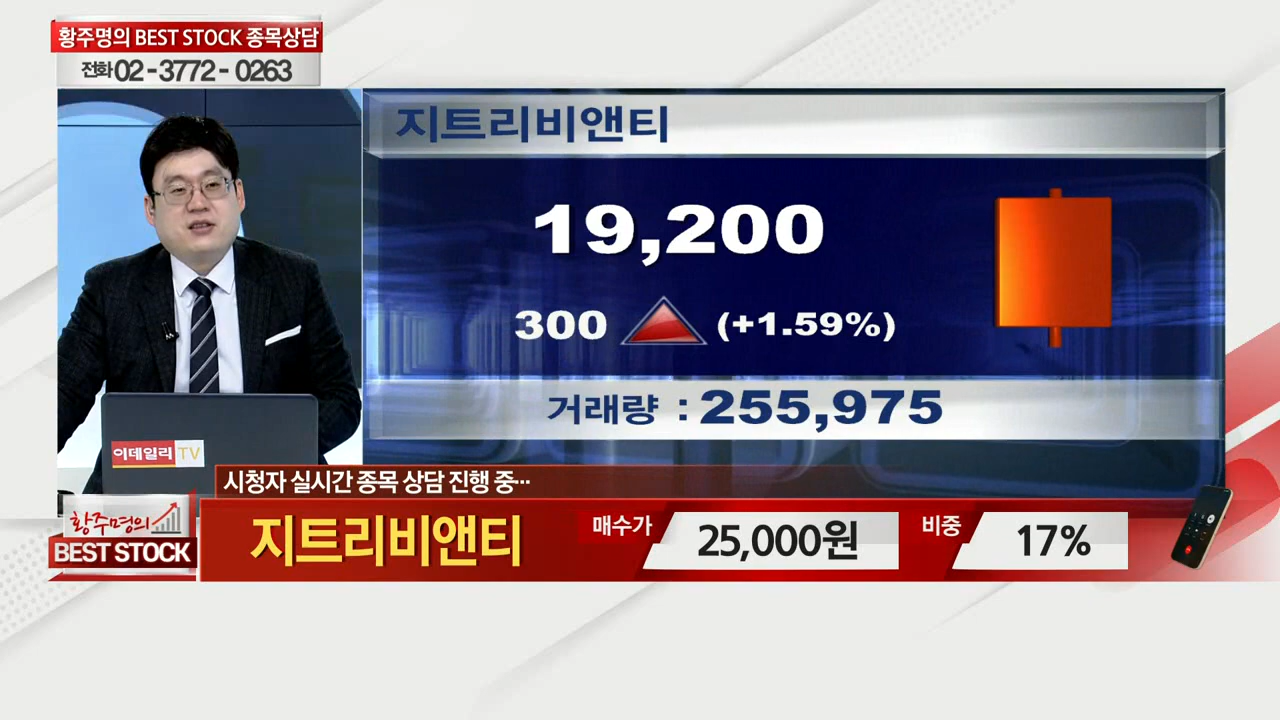 황주명의 BEST STOCK 종목상담
전화 02-3772-0263
지트리비앤티
19,200
300 (+1.59%)
거래량 : 255,975
이데일리 TV
시청자 실시간 종목 상담 진행 중...
황주명의
BEST STOCK
지트리비앤티 매수가 25,000원 비중 17%